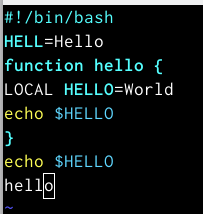 #!/bin/bash
HELL=Hello
function hello {
LOCAL HELLO=World
echo $HELLO
}
echo $HELLO
hello
~